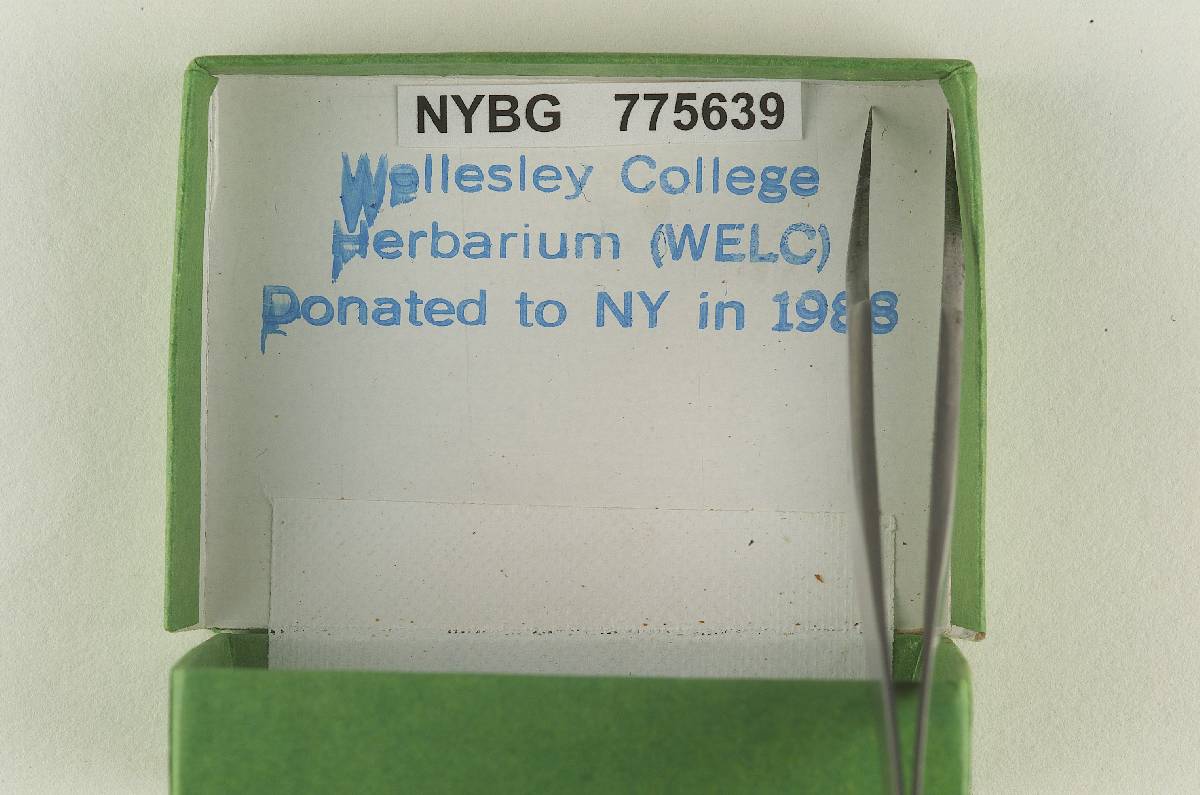 NYBG 775639
Wellesley College
Herbarium (WELC)
Donated to NY in 1988